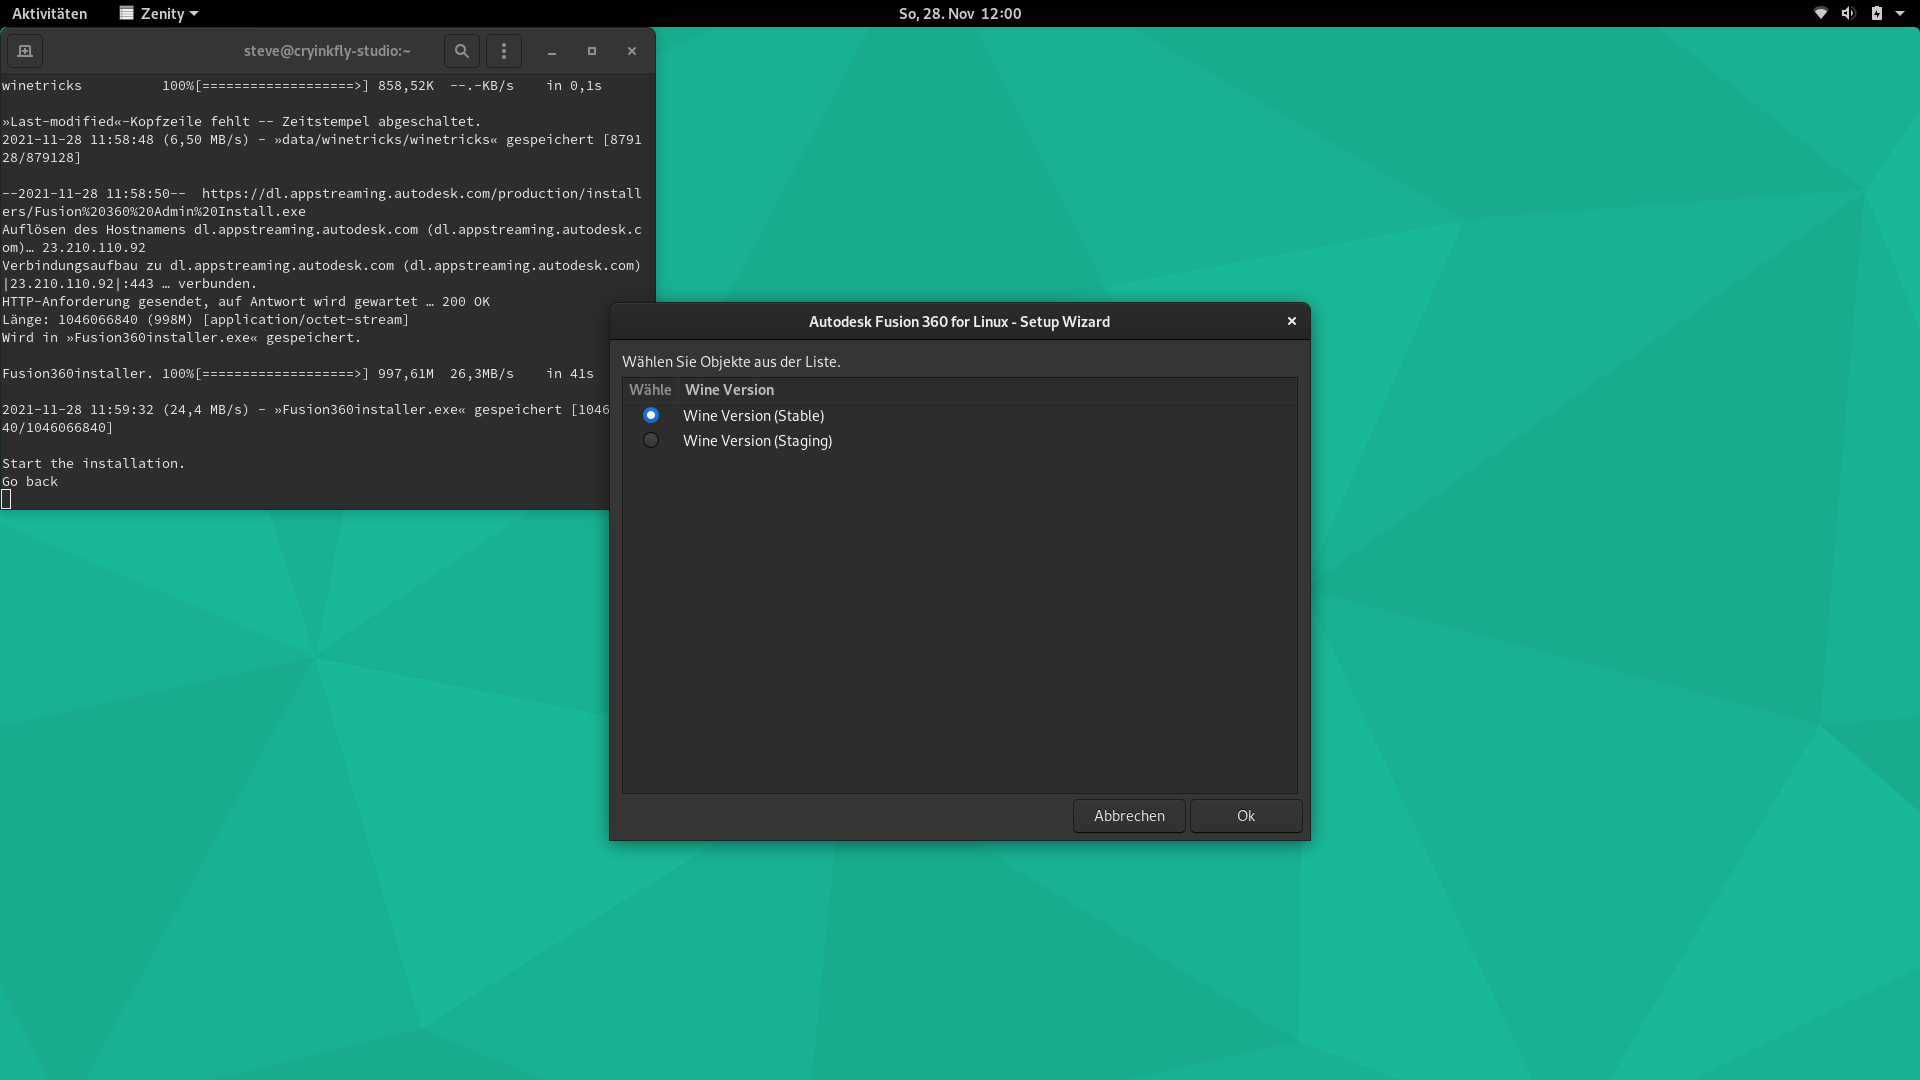 Aktivitäten Zenity So, 28. Nov 12:00
steve@cryinkfly-studio:~
winetricks 100%[===================>] 858,52K --.-KB/s in 0,1s
»Last-modified«-Kopfzeile fehlt -- Zeitstempel abgeschaltet.
2021-11-28 11:58:48 (6,50 MB/s) - »data/winetricks/winetricks« gespeichert [8791
28/879128]
--2021-11-28 11:58:50-- https://dl.appstreaming.autodesk.com/production/install
ers/Fusion%20360%20Admin%20Install.exe
Auflösen des Hostnamens dl.appstreaming.autodesk.com (dl.appstreaming.autodesk.c
om)… 23.210.110.92
Verbindungsaufbau zu dl.appstreaming.autodesk.com (dl.appstreaming.autodesk.com)
|23.210.110.92|:443 … verbunden.
HTTP-Anforderung gesendet, auf Antwort wird gewartet … 200 OK
Länge: 1046066840 (998M) [application/octet-stream]
Wird in »Fusion360installer.exe« gespeichert.
Fusion360installer. 100%[===================>] 997,61M 26,3MB/s in 41s
2021-11-28 11:59:32 (24,4 MB/s) - »Fusion360installer.exe« gespeichert [1046
40/1046066840]
Start the installation.
Go back
Autodesk Fusion 360 for Linux - Setup Wizard
Wählen Sie Objekte aus der Liste.
Wähle Wine Version
Wine Version (Stable)
Wine Version (Staging)
Abbrechen Ok